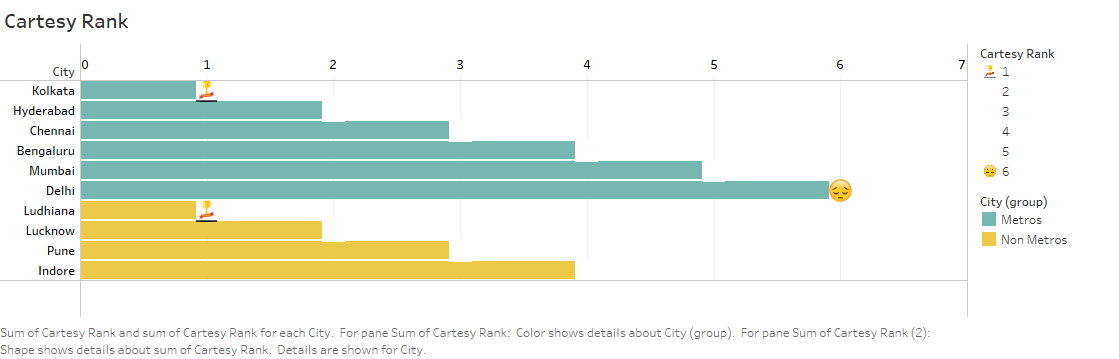 Cartesy Rank
City
0 1 2 3 4 5 6 7
Kolkata
Hyderabad
Chennai
Bengaluru
Mumbai
Delhi
Ludhiana
Lucknow
Pune
Indore
Cartesy Rank
1
2
3
4
5
6
City (group)
Metros
Non Metros
Sum of Cartesy Rank and sum of Cartesy Rank for each City.  For pane Sum of Cartesy Rank:  Color shows details about City (group).  For pane Sum of Cartesy Rank (2):
Shape shows details about sum of Cartesy Rank.  Details are shown for City.